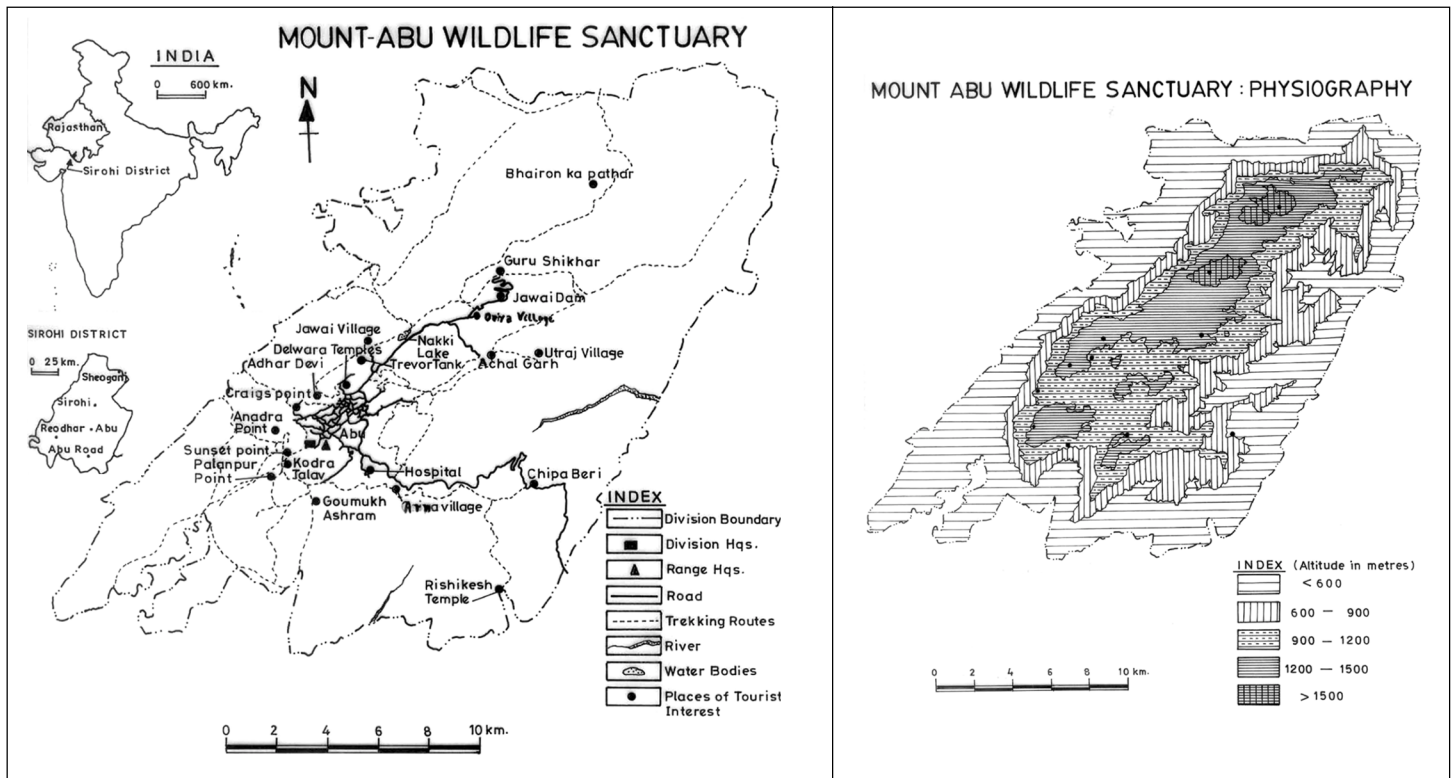 MOUNT-ABU WILDLIFE SANCTUARY
INDIA
0 600 km.
Rajasthan
Sirohi District
N
Bhairon ka pathar
Guru Shikhar
Jawai Dam
Oriya Village
Jawai Village
Nakki
Lake
Delwara Temples
Trevor Tank
Adhar Devi
Achal Garh
Utraj Village
Craigs point
Anadra
Point
Abu
Sunset point
Palanpur
Point
Kodra
Talav
Hospital
Chipa Beri
Goumukh
Ashram
village
Rishikesh
Temple
SIROHI DISTRICT
0 25 km.
Sheoganj
Sirohi
Reodhar
Abu
Abu Road
INDEX
Division Boundary
Division Hqs.
Range Hqs.
Road
Trekking Routes
River
Water Bodies
Places of Tourist
Interest
0 2 4 6 8 10 km.
MOUNT ABU WILDLIFE SANCTUARY : PHYSIOGRAPHY
INDEX (Altitude in metres)
< 600
600 — 900
900 — 1200
1200 — 1500
> 1500
0 2 4 6 8 10 km.